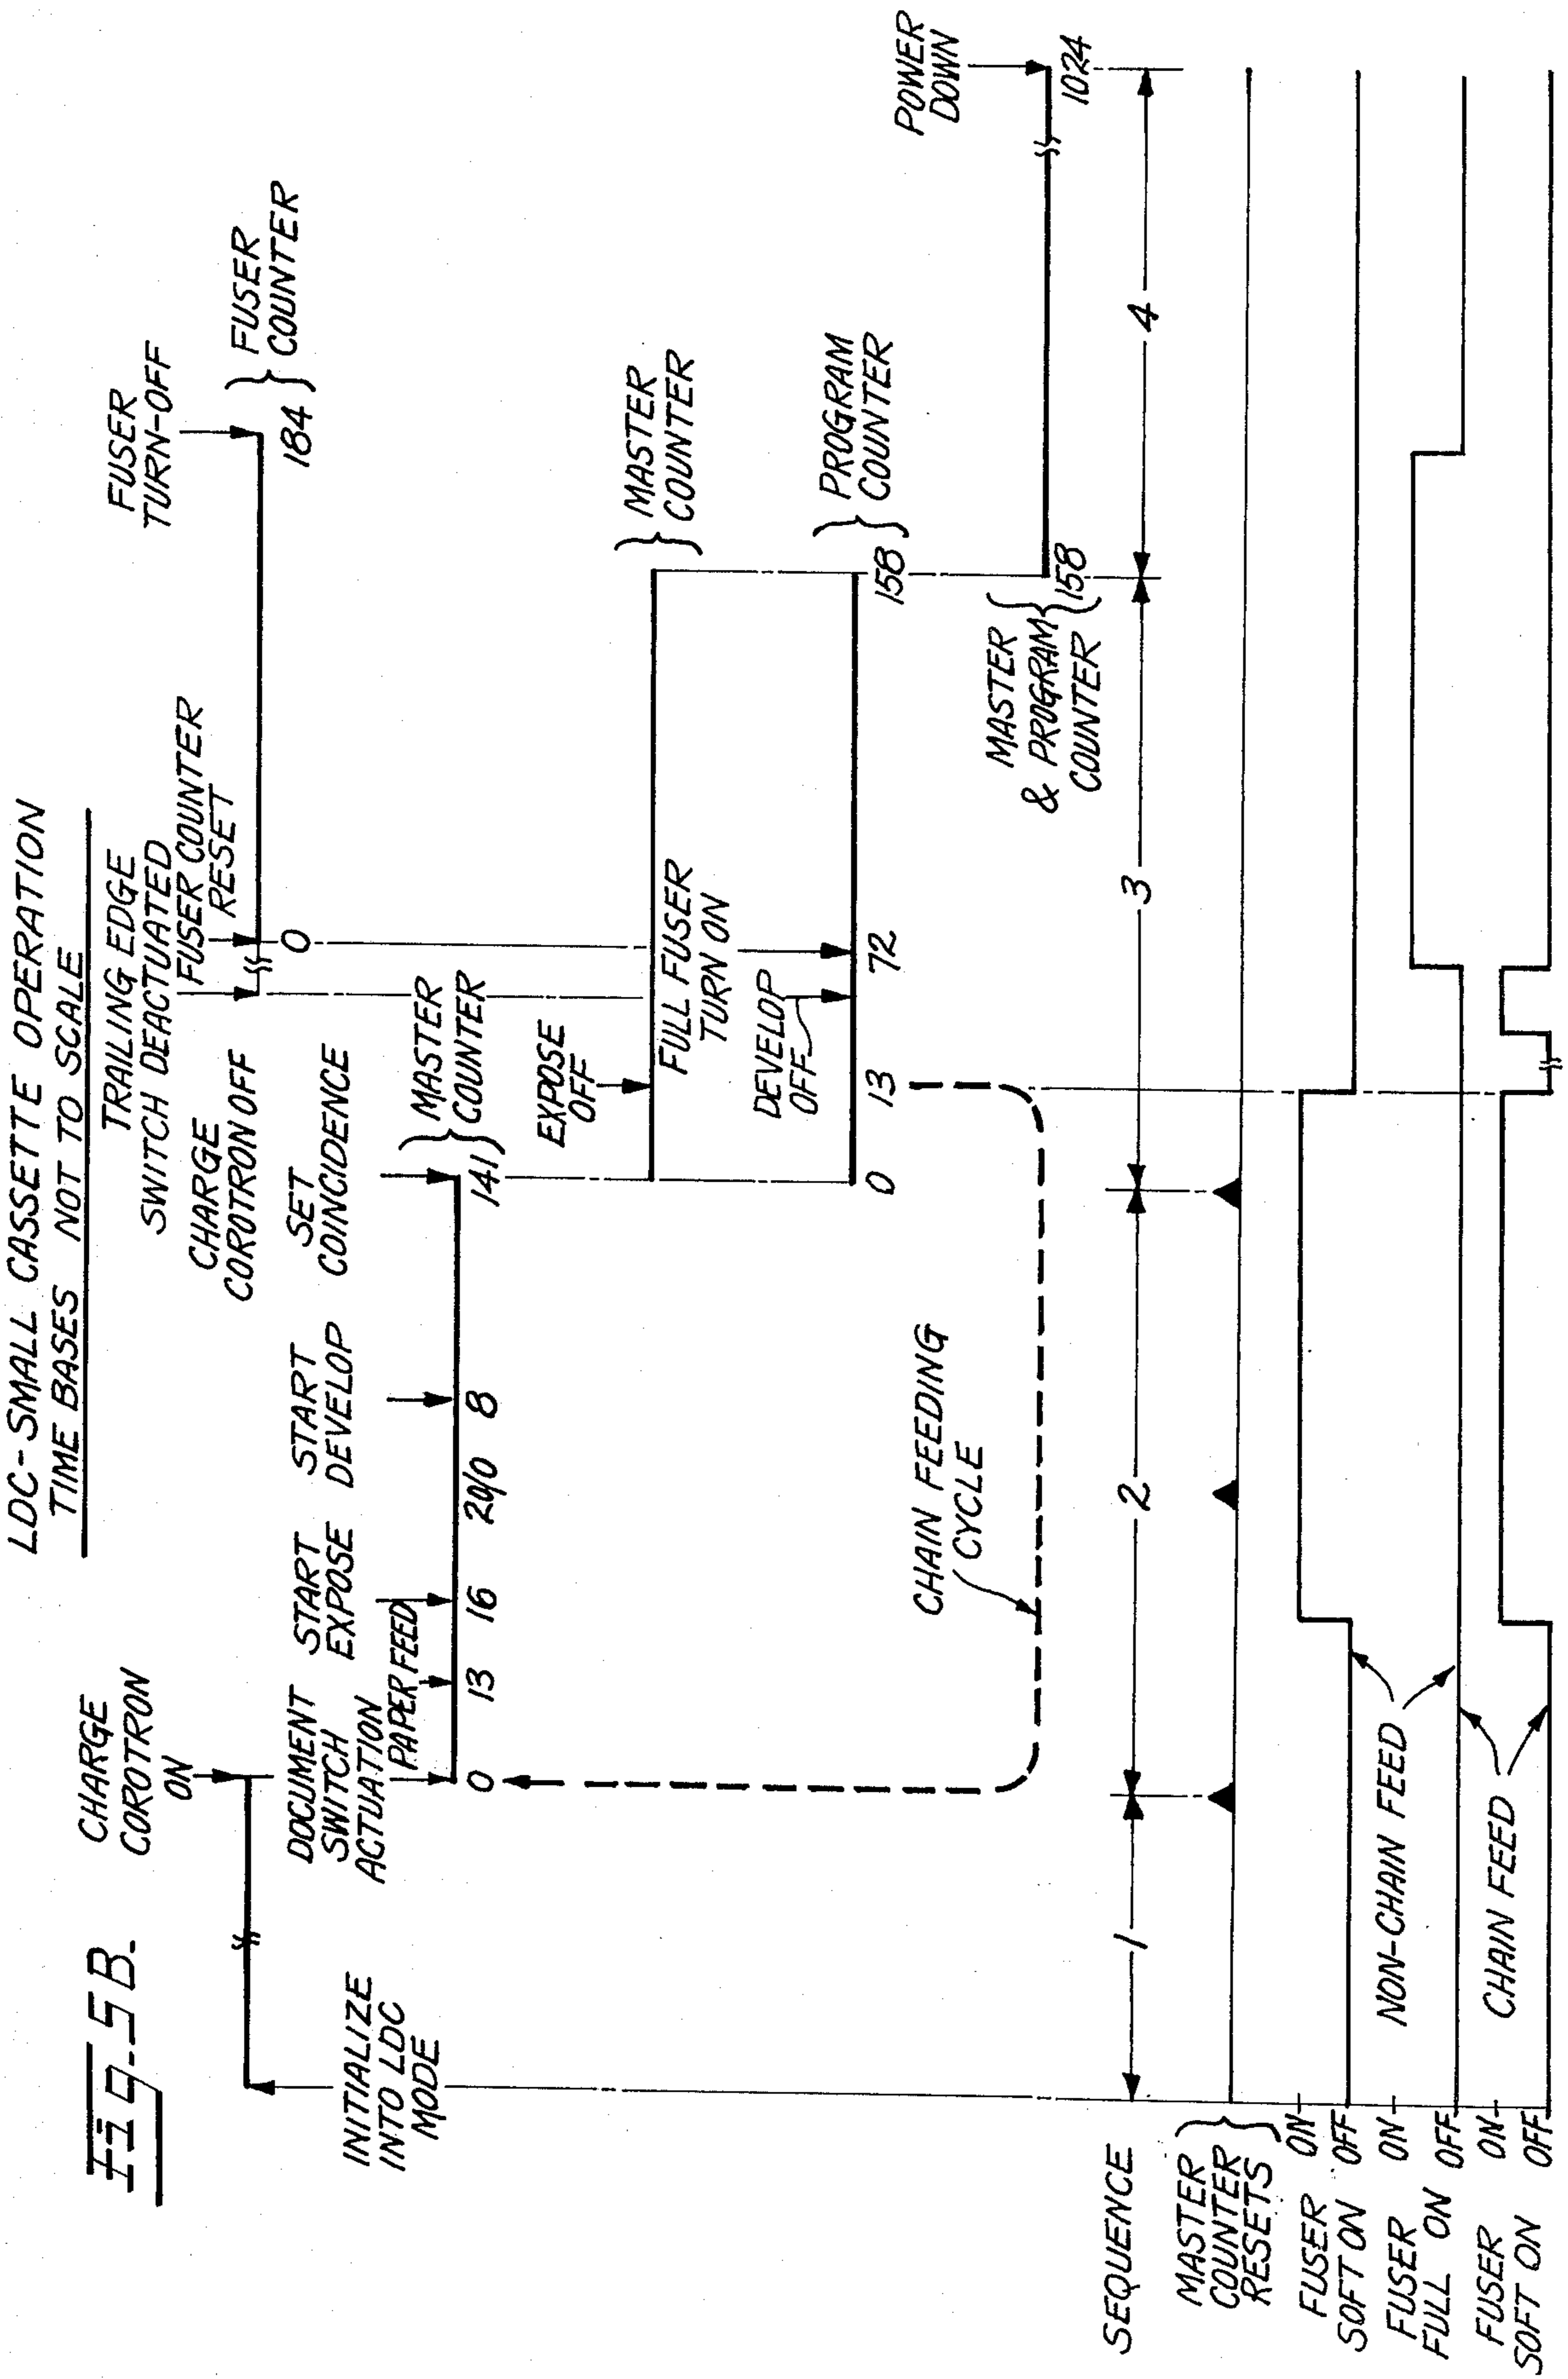 Fig. 5B.
LDC-SMALL CASSETTE OPERATION
TIME BASES NOT TO SCALE
CHARGE
COROTRON
ON
INITIALIZE
INTO LDC
MODE
DOCUMENT
SWITCH
ACTUATION
PAPER FEED
START
EXPOSE
START
DEVELOP
SET
COINCIDENCE
0
13
16
20/0
8
141
MASTER
COUNTER
CHARGE
COROTRON OFF
TRAILING EDGE
SWITCH DEACTUATED
FUSER COUNTER
RESET
0
FUSER
TURN-OFF
184
FUSER
COUNTER
EXPOSE
OFF
MASTER
COUNTER
FULL FUSER
TURN ON
DEVELOP
OFF
0
13
72
158
PROGRAM
COUNTER
CHAIN FEEDING
CYCLE
MASTER
& PROGRAM
COUNTER
158
POWER
DOWN
1024
SEQUENCE
1
2
3
4
MASTER
COUNTER
RESETS
FUSER
SOFT ON
ON
OFF
FUSER
FULL ON
ON
OFF
FUSER
SOFT ON
ON
OFF
NON-CHAIN FEED
CHAIN FEED